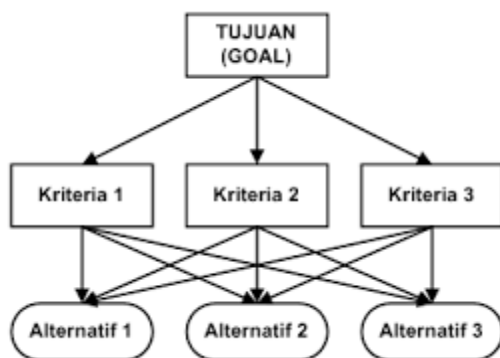 TUJUAN
(GOAL)
Kriteria 1
Kriteria 2
Kriteria 3
Alternatif 1
Alternatif 2
Alternatif 3